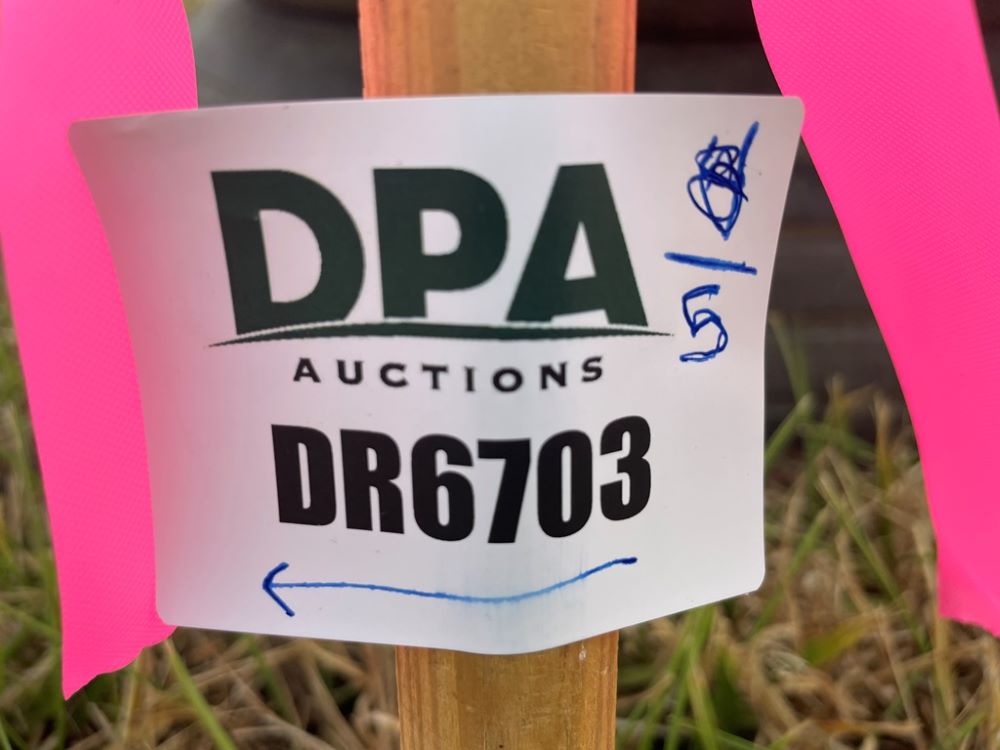 DPA
AUCTIONS
DR6703
5/